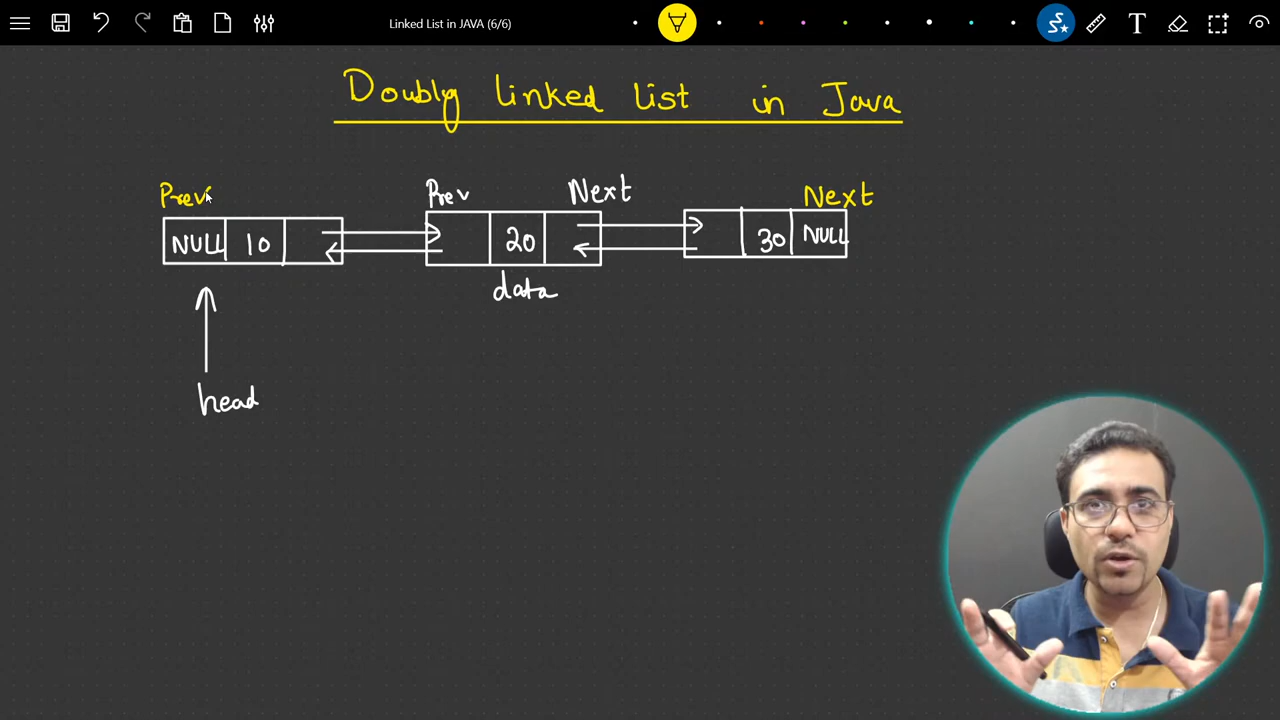 Linked List in JAVA (6/6)
T
Doubly linked list in Java
Prev Prev Next Next
NULL 10 20 30 NULL
data
head